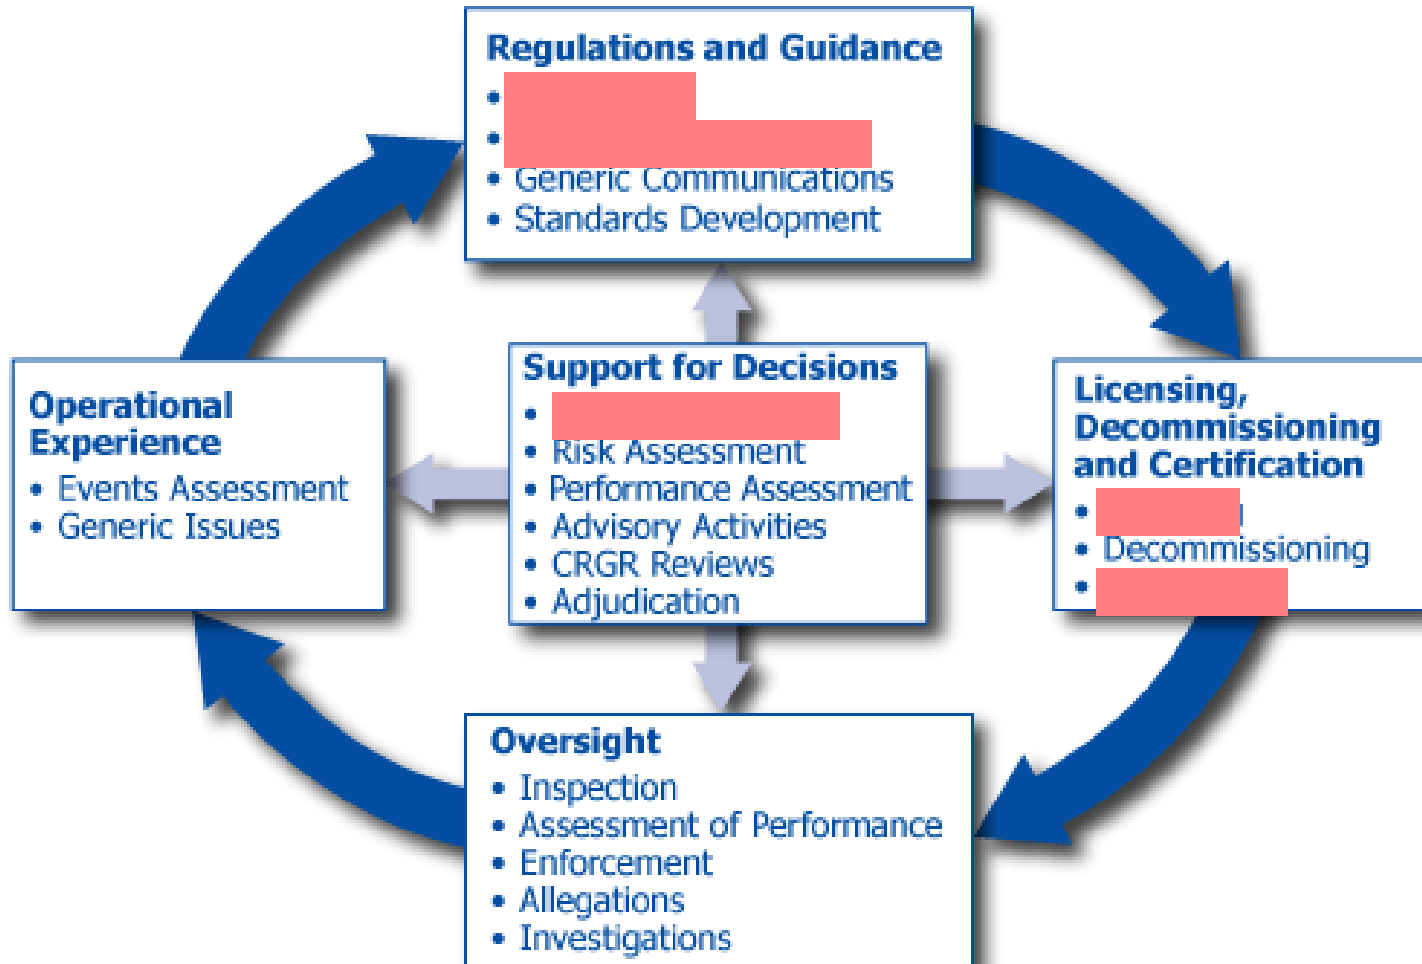 Regulations and Guidance
•
•
• Generic Communications
• Standards Development
Support for Decisions
•
• Risk Assessment
• Performance Assessment
• Advisory Activities
• CRGR Reviews
• Adjudication
Operational
Experience
• Events Assessment
• Generic Issues
Licensing,
Decommissioning
and Certification
•
• Decommissioning
•
Oversight
• Inspection
• Assessment of Performance
• Enforcement
• Allegations
• Investigations